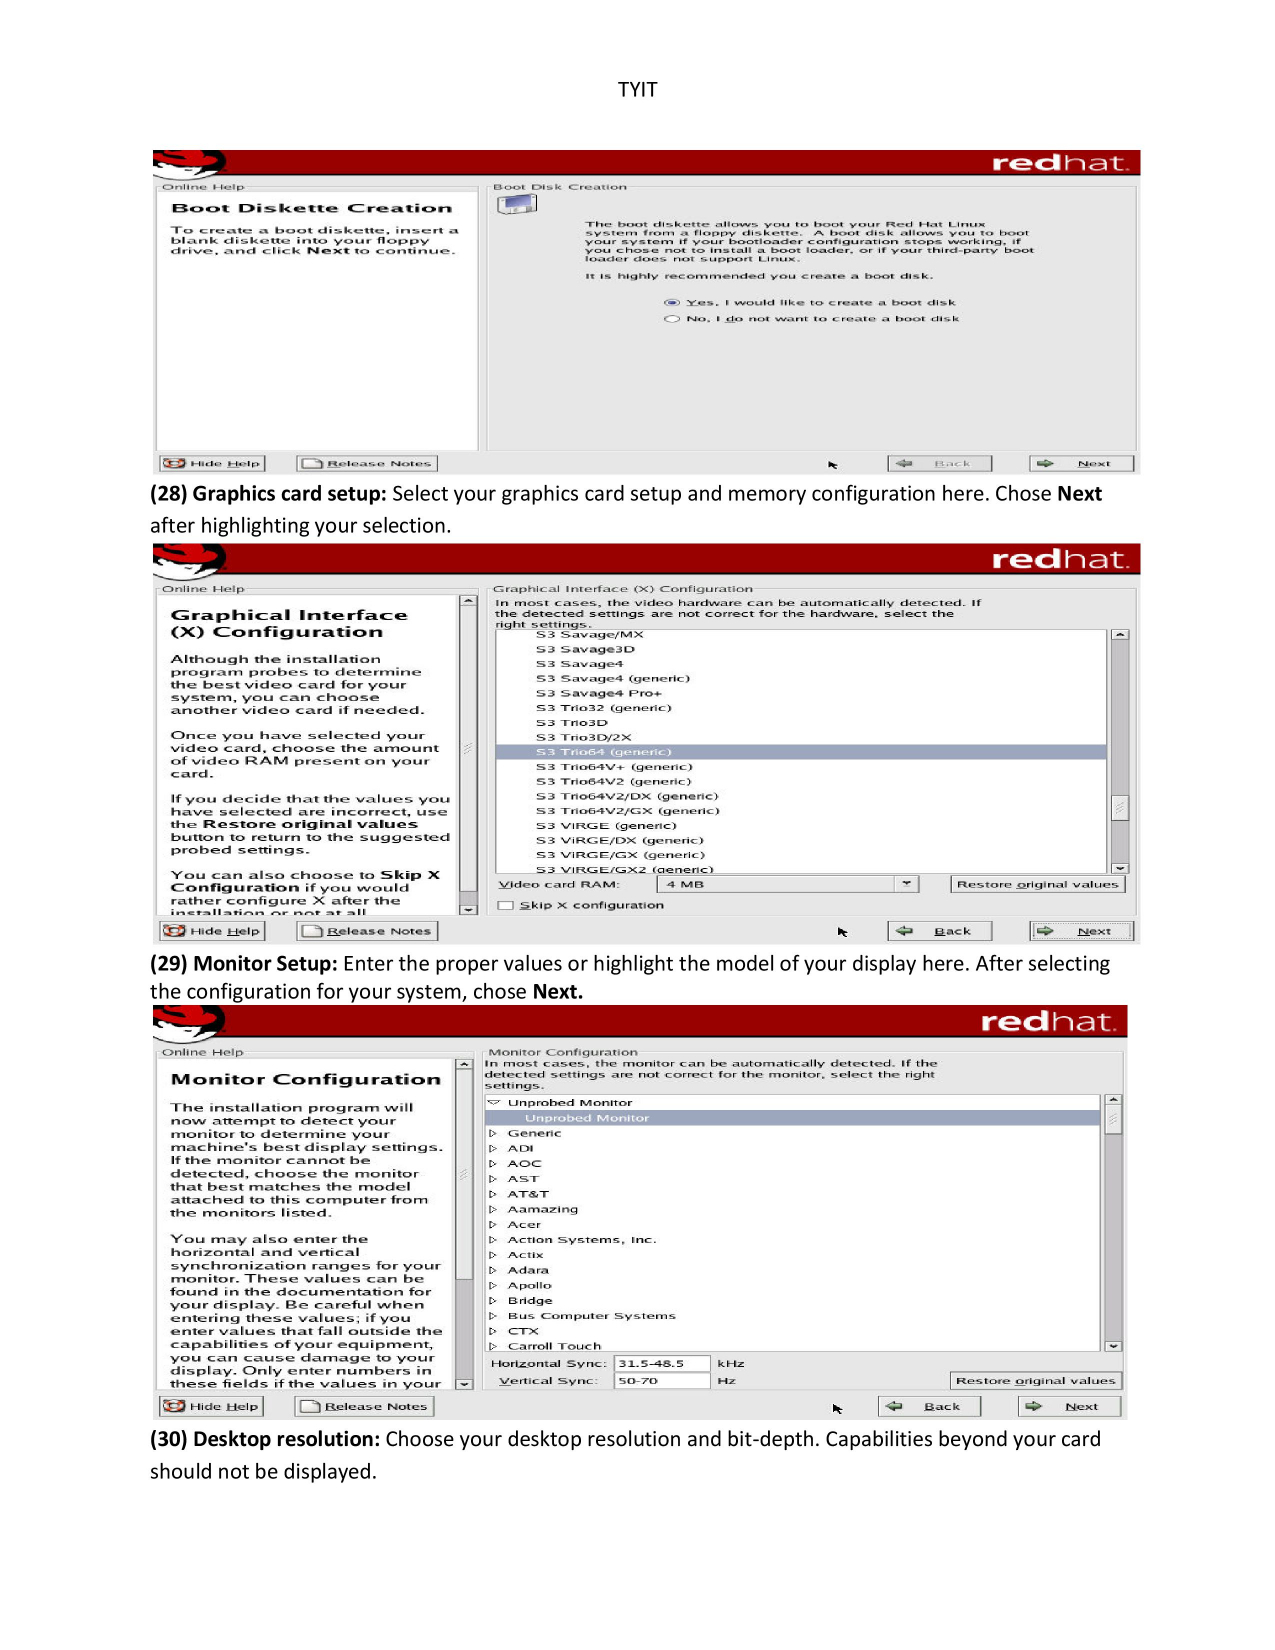 TYIT
redhat.
Online Help
Boot Diskette Creation
To create a boot diskette, insert a
blank diskette into your floppy
drive, and click Next to continue.
Boot Disk Creation
The boot diskette allows you to boot your Red Hat Linux
system from a floppy diskette. A boot disk allows you to boot
your system if your bootloader configuration stops working, if
you chose not to install a boot loader, or if your third-party boot
loader does not support Linux.
It is highly recommended you create a boot disk.
Yes, I would like to create a boot disk
No, I do not want to create a boot disk
Hide Help
Release Notes
Back
Next
(28) Graphics card setup: Select your graphics card setup and memory configuration here. Chose Next
after highlighting your selection.
redhat.
Online Help
Graphical Interface
(X) Configuration
Although the installation
program probes to determine
the best video card for your
system, you can choose
another video card if needed.
Once you have selected your
video card, choose the amount
of video RAM present on your
card.
If you decide that the values you
have selected are incorrect, use
the Restore original values
button to return to the suggested
probed settings.
You can also choose to Skip X
Configuration if you would
rather configure X after the
installation or not at all
Graphical Interface (X) Configuration
In most cases, the video hardware can be automatically detected. If
the detected settings are not correct for the hardware, select the
right settings.
S3 Savage/MX
S3 Savage3D
S3 Savage4
S3 Savage4 (generic)
S3 Savage4 Pro+
S3 Trio32 (generic)
S3 Trio3D
S3 Trio3D/2X
S3 Trio64 (generic)
S3 Trio64V+ (generic)
S3 Trio64V2 (generic)
S3 Trio64V2/DX (generic)
S3 Trio64V2/GX (generic)
S3 ViRGE (generic)
S3 ViRGE/DX (generic)
S3 ViRGE/GX (generic)
S3 ViRGE/GX2 (generic)
Video card RAM: 4 MB
Restore original values
Skip X configuration
Hide Help
Release Notes
Back
Next
(29) Monitor Setup: Enter the proper values or highlight the model of your display here. After selecting
the configuration for your system, chose Next.
redhat.
Online Help
Monitor Configuration
The installation program will
now attempt to detect your
monitor to determine your
machine's best display settings.
If the monitor cannot be
detected, choose the monitor
that best matches the model
attached to this computer from
the monitors listed.
You may also enter the
horizontal and vertical
synchronization ranges for your
monitor. These values can be
found in the documentation for
your display. Be careful when
entering these values; if you
enter values that fall outside the
capabilities of your equipment,
you can cause damage to your
display. Only enter numbers in
these fields if the values in your
Monitor Configuration
In most cases, the monitor can be automatically detected. If the
detected settings are not correct for the monitor, select the right
settings.
Unprobed Monitor
Unprobed Monitor
Generic
ADI
AOC
AST
AT&T
Aamazing
Acer
Action Systems, Inc.
Actix
Adara
Apollo
Bridge
Bus Computer Systems
CTX
Carroll Touch
Horizontal Sync: 31.5-48.5 kHz
Vertical Sync: 50-70 Hz
Restore original values
Hide Help
Release Notes
Back
Next
(30) Desktop resolution: Choose your desktop resolution and bit-depth. Capabilities beyond your card
should not be displayed.